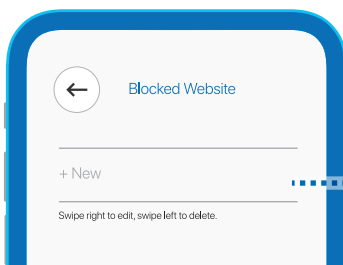 Blocked Website
+ New
Swipe right to edit, swipe left to delete.